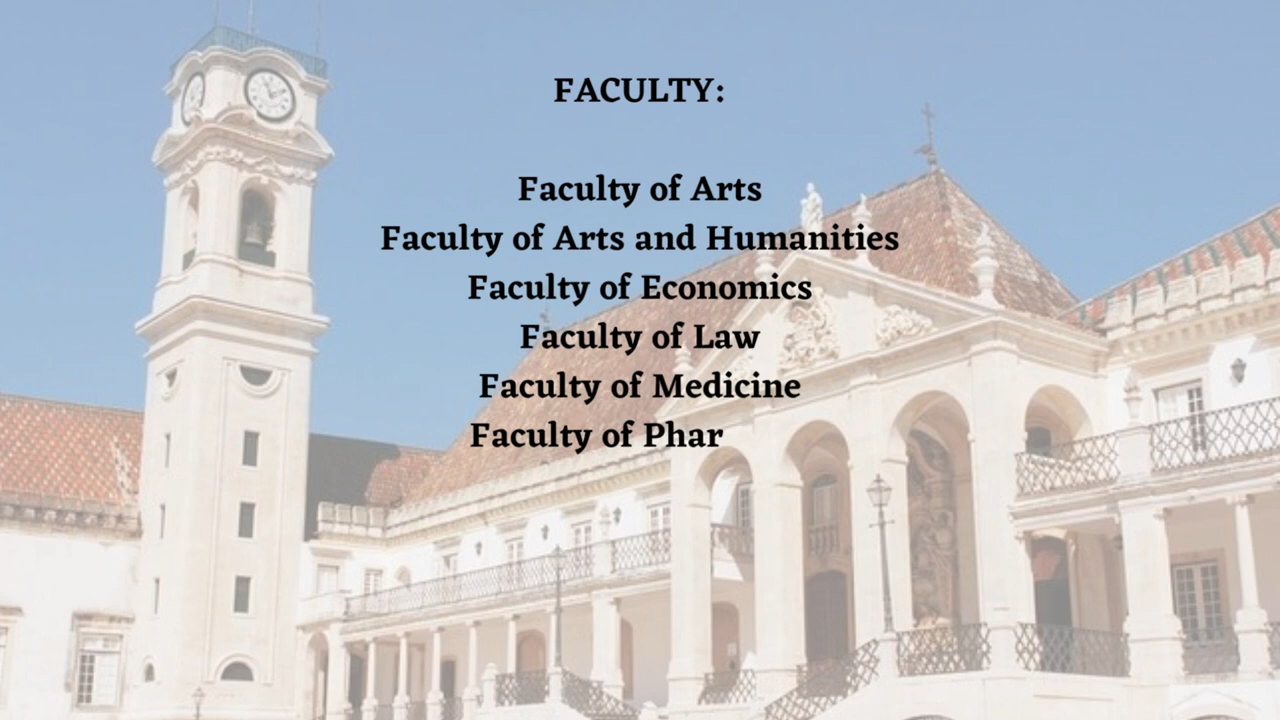 FACULTY:
Faculty of Arts
Faculty of Arts and Humanities
Faculty of Economics
Faculty of Law
Faculty of Medicine
Faculty of Phar